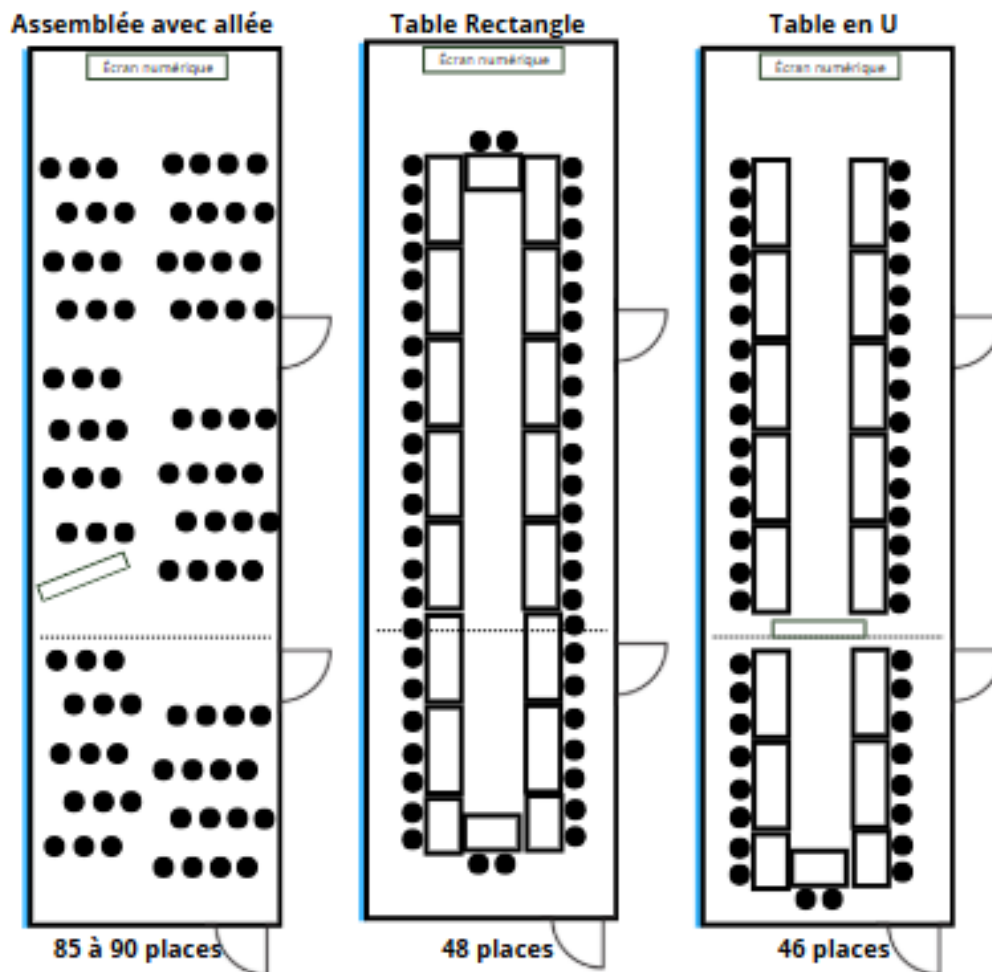 Assemblée avec allée
Table Rectangle
Table en U
Écran numérique
Écran numérique
Écran numérique
85 à 90 places
48 places
46 places